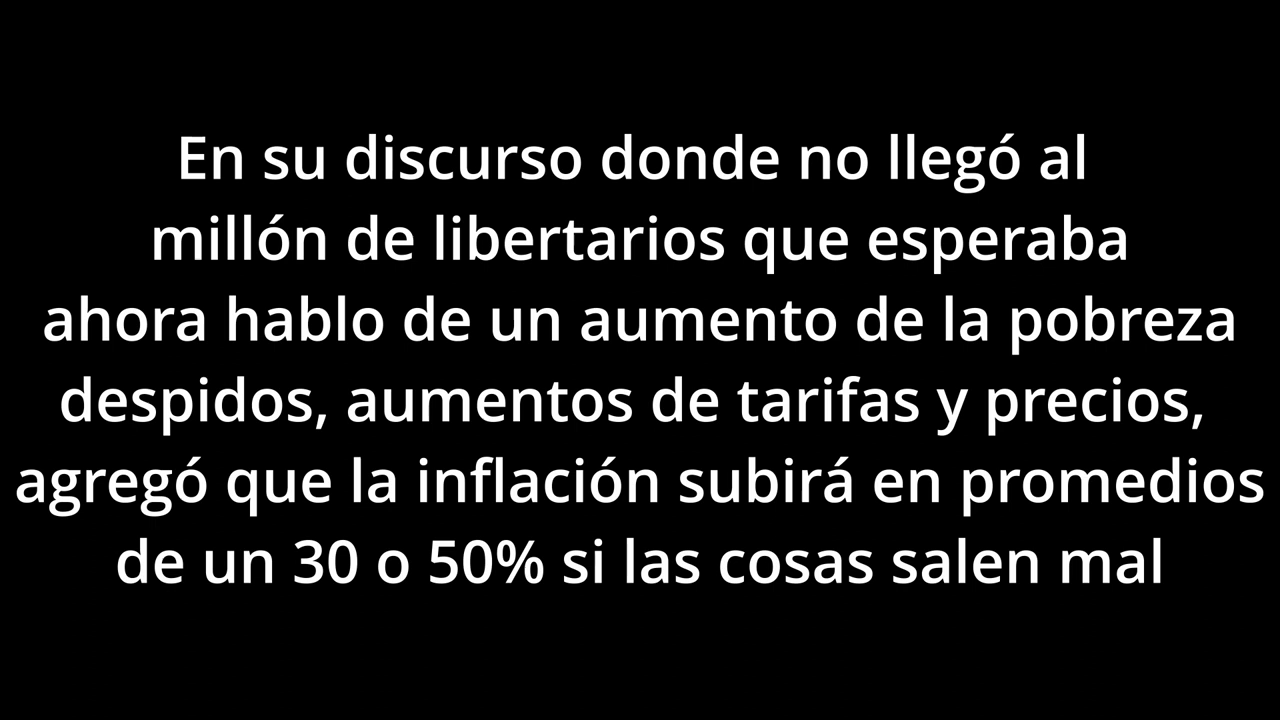 En su discurso donde no llegó al
millón de libertarios que esperaba
ahora hablo de un aumento de la pobreza
despidos, aumentos de tarifas y precios,
agregó que la inflación subirá en promedios
de un 30 o 50% si las cosas salen mal